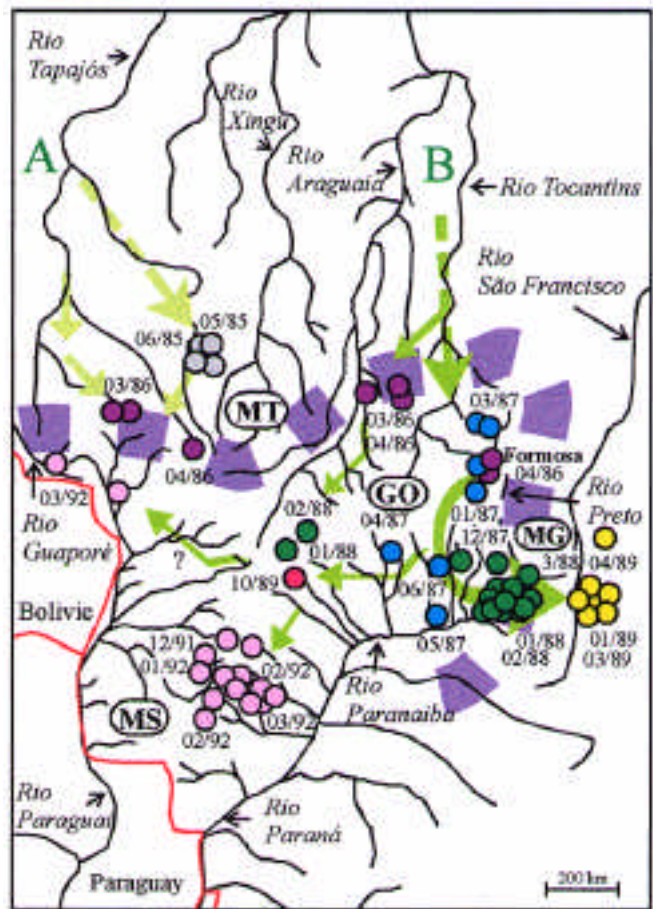 Rio
Tapajós
Rio
Xingu
A
Rio
Araguaia
B
Rio Tocantins
Rio
São Francisco
05/85
06/85
03/86
MT
03/87
03/86
04/86
04/86
Formosa
04/86
03/92
GO
Rio
Guaporé
02/88
01/88
04/87
01/87
12/87
Rio
Preto
MG
3/88
04/89
?
10/89
06/87
Bolivie
05/87
01/88
02/88
01/89
03/89
12/91
01/92
02/92
Rio
Paranaiba
MS
03/92
02/92
Rio
Paraguai
Rio
Paraná
Paraguay
200 km